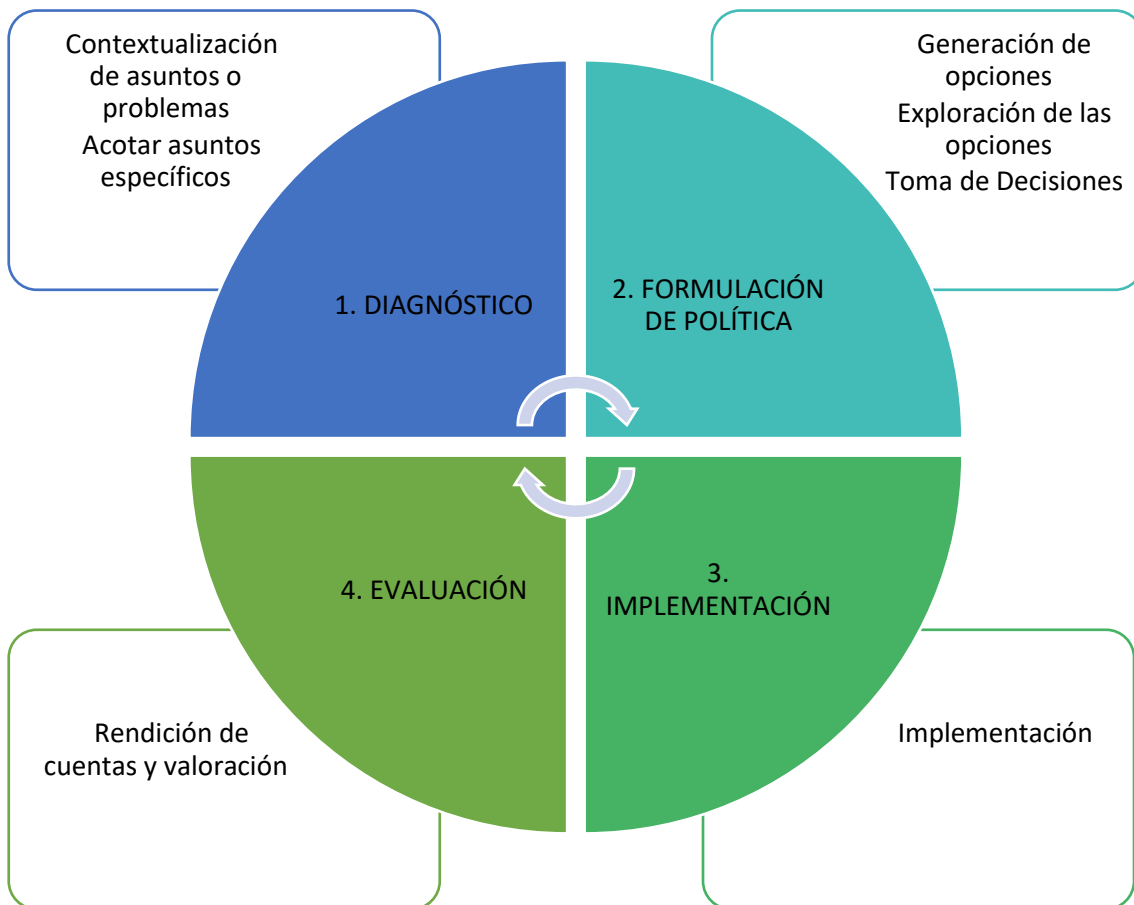 Contextualización
de asuntos o
problemas
Acotar asuntos
específicos
Generación de
opciones
Exploración de las
opciones
Toma de Decisiones
1. DIAGNÓSTICO
2. FORMULACIÓN
DE POLÍTICA
4. EVALUACIÓN
3.
IMPLEMENTACIÓN
Rendición de
cuentas y valoración
Implementación